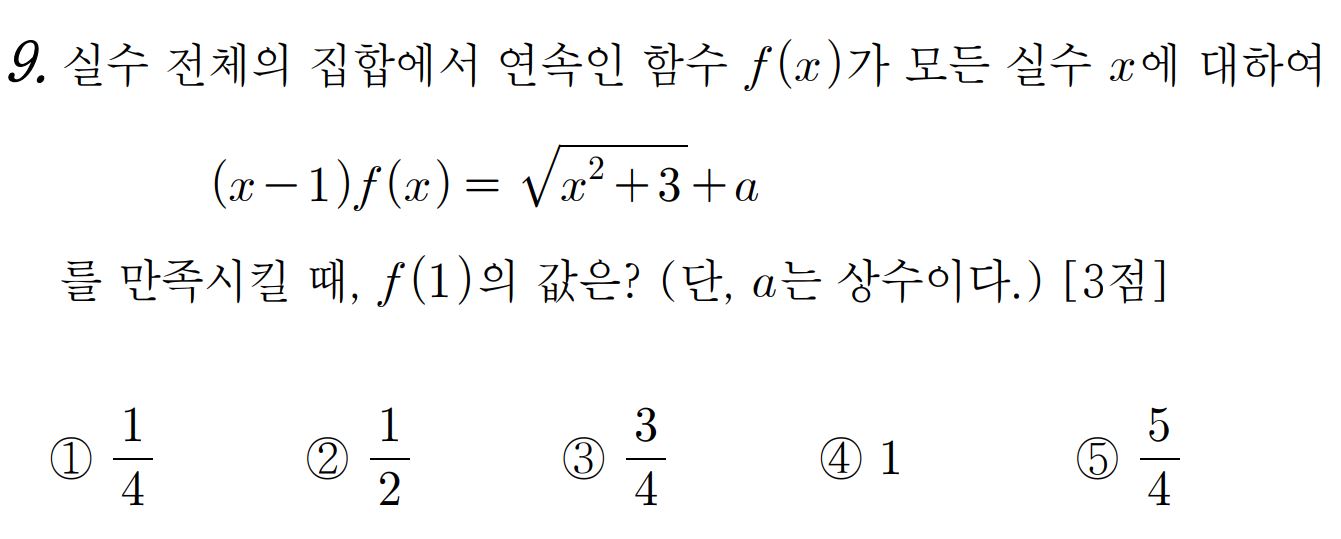 9. 실수 전체의 집합에서 연속인 함수 f(x)가 모든 실수 x에 대하여
(x-1)f(x) = √(x²+3) + a
를 만족시킬 때, f(1)의 값은? (단, a는 상수이다.) [3점]
① 1/4 ② 1/2 ③ 3/4 ④ 1 ⑤ 5/4